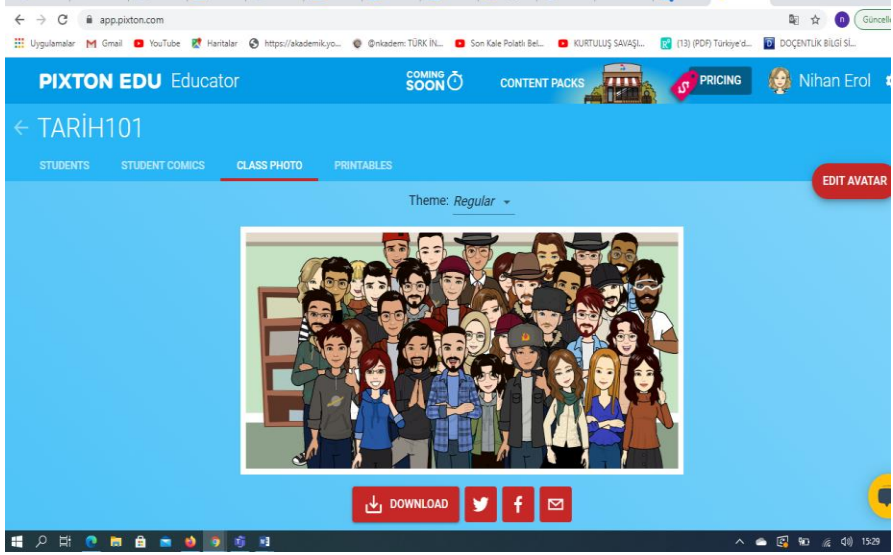 app.pixton.com
Güncelle
Uygulamalar Gmail YouTube Haritalar https://akademik.yo... @nkadem: TÜRK İN... Son Kale Polatlı Bel... KURTULUŞ SAVAŞI... (13) (PDF) Türkiye'd... DOÇENTLİK BİLGİ Sİ...
PIXTON EDU Educator COMING SOON CONTENT PACKS PRICING Nihan Erol
← TARİH101
STUDENTS STUDENT COMICS CLASS PHOTO PRINTABLES
EDIT AVATAR
Theme: Regular
DOWNLOAD
15:29